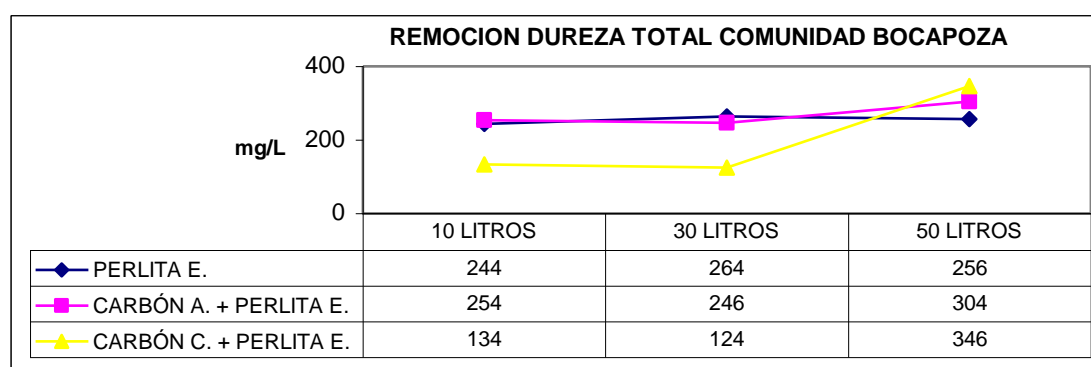 REMOCION DUREZA TOTAL COMUNIDAD BOCAPOZA
400
200
0
mg/L
10 LITROS 30 LITROS 50 LITROS
PERLITA E. 244 264 256
CARBÓN A. + PERLITA E. 254 246 304
CARBÓN C. + PERLITA E. 134 124 346